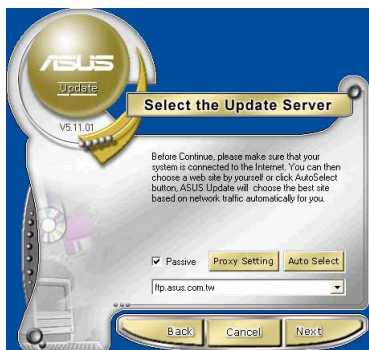 ASUS
Update
V5.11.01
Select the Update Server
Before Continue, please make sure that your
system is connected to the Internet. You can then
choose a web site by yourself or click AutoSelect
button, ASUS Update will choose the best site
based on network traffic automatically for you.
Passive Proxy Setting Auto Select
ftp.asus.com.tw
Back Cancel Next